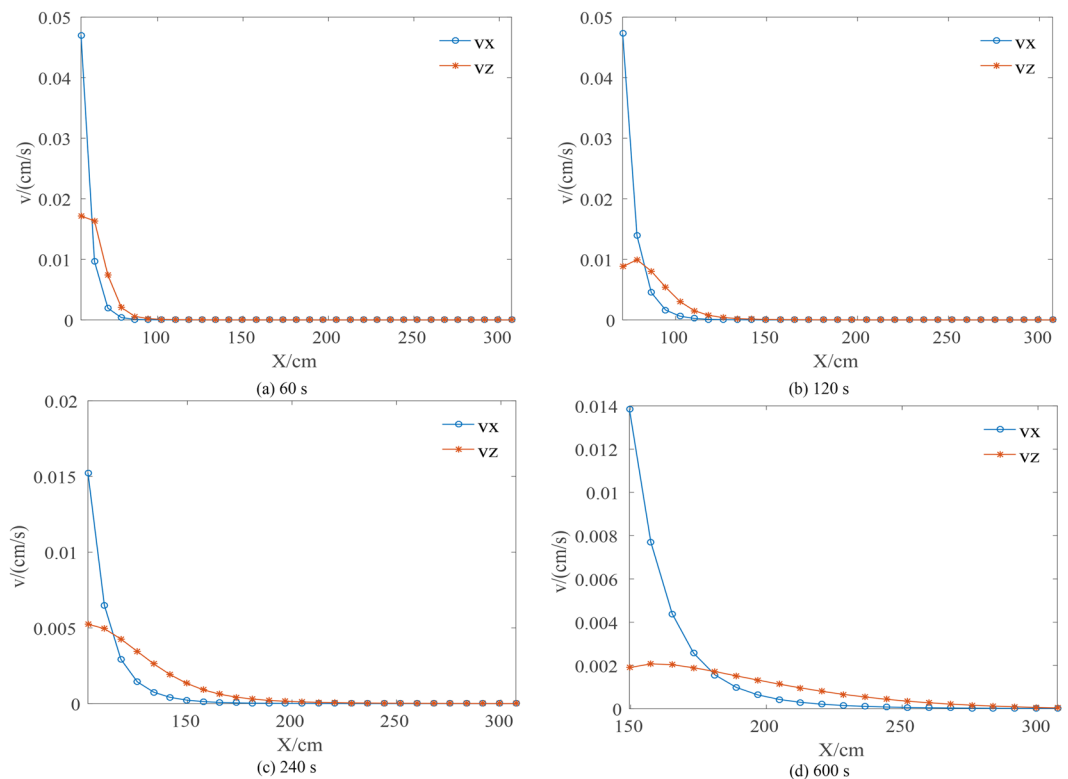 0.05
0.04
0.03
0.02
0.01
0
v/(cm/s)
VX
VZ
100
150
200
250
300
X/cm
(a) 60 s
0.05
0.04
0.03
0.02
0.01
0
v/(cm/s)
VX
VZ
100
150
200
250
300
X/cm
(b) 120 s
0.02
0.015
0.01
0.005
0
v/(cm/s)
VX
VZ
150
200
250
300
X/cm
(c) 240 s
0.014
0.012
0.01
0.008
0.006
0.004
0.002
0
v/(cm/s)
VX
VZ
150
200
250
300
X/cm
(d) 600 s